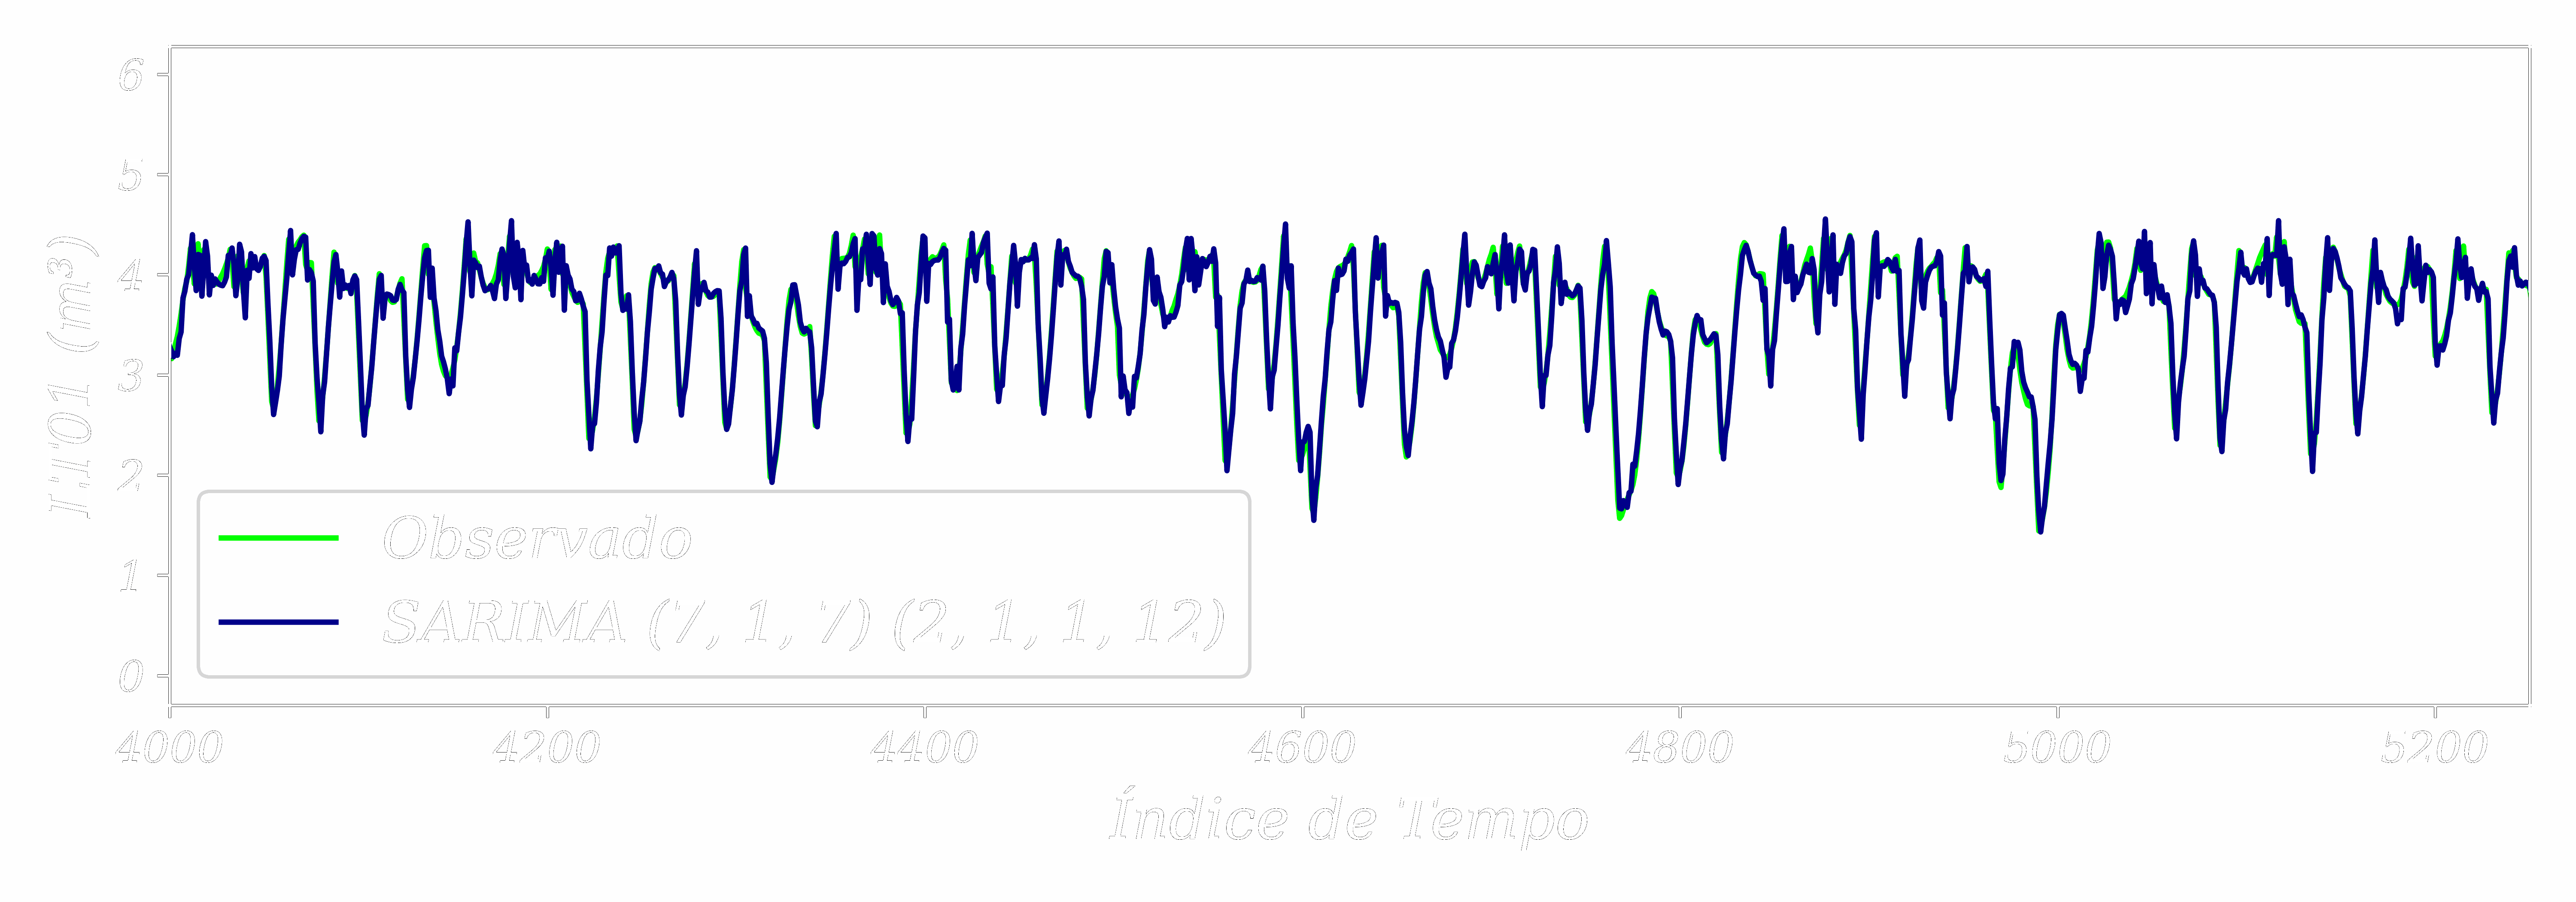 6
5
4
3
2
1
0
(m³)
Observado
SARIMA (7, 1, 7) (2, 1, 1, 12)
4000 4200 4400 4600 4800 5000 5200
Índice de Tempo